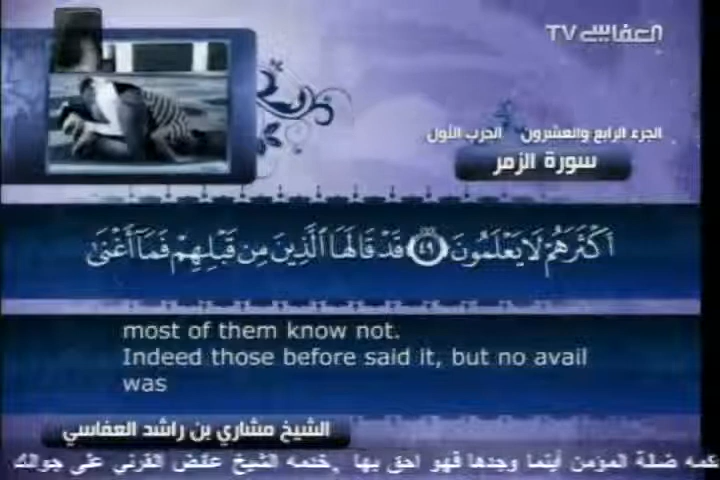 العفاسي TV
الجزء الرابع والعشرون الحزب الأول
سورة الزمر
أَكْثَرَهُمْ لَا يَعْلَمُونَ ٤٩ قَدْ قَالَهَا الَّذِينَ مِن قَبْلِهِمْ فَمَا أَغْنَىٰ
most of them know not.
Indeed those before said it, but no avail
was
الشيخ مشاري بن راشد العفاسي
كمه ضلة المؤمن أينما وجدها فهو احق بها ,خدمه الشيخ عائض القرني على جوالك